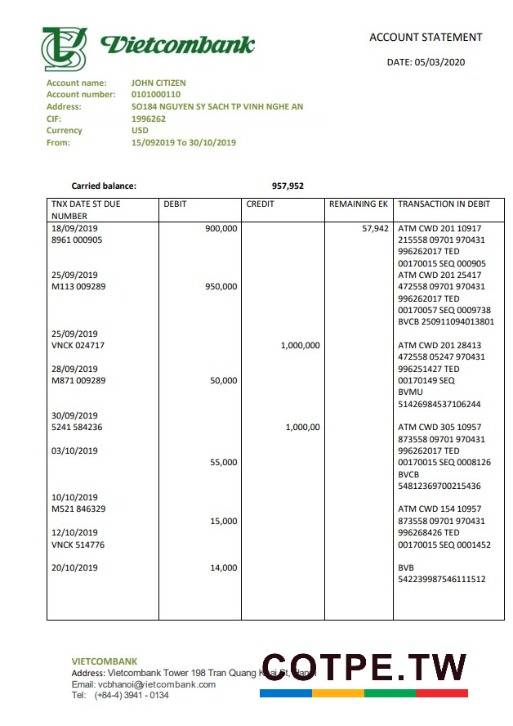 Vietcombank
ACCOUNT STATEMENT
DATE: 05/03/2020
Account name: JOHN CITIZEN
Account number: 0101000110
Address: SO184 NGUYEN SY SACH TP VINH NGHE AN
CIF: 1996262
Currency USD
From: 15/092019 To 30/10/2019
Carried balance: 957,952
TNX DATE ST DUE NUMBER DEBIT CREDIT REMAINING EK TRANSACTION IN DEBIT
18/09/2019 900,000 57,942 ATM CWD 201 10917
8961 000905 215558 09701 970431
996262017 TED
00170015 SEQ 000905
25/09/2019 ATM CWD 201 25417
M113 009289 950,000 472558 09701 970431
996262017 TED
00170057 SEQ 0009738
BVCB 250911094013801
25/09/2019
VNCK 024717 1,000,000 ATM CWD 201 28413
472558 05247 970431
28/09/2019 996251427 TED
M871 009289 50,000 00170149 SEQ
BVMU
51426984537106244
30/09/2019
5241 584236 1,000,00 ATM CWD 305 10957
873558 09701 970431
03/10/2019 996262017 TED
55,000 00170015 SEQ 0008126
BVCB
54812369700215436
10/10/2019
M521 846329 ATM CWD 154 10957
15,000 873558 09701 970431
12/10/2019 996268426 TED
VNCK 514776 00170015 SEQ 0001452
20/10/2019 14,000 BVB
542239987546111512
VIETCOMBANK
Address: Vietcombank Tower 198 Tran Quang
Email: vcbhanoi@vietcombank.com
Tel: (+84-4) 3941 - 0134
COTPE.TW